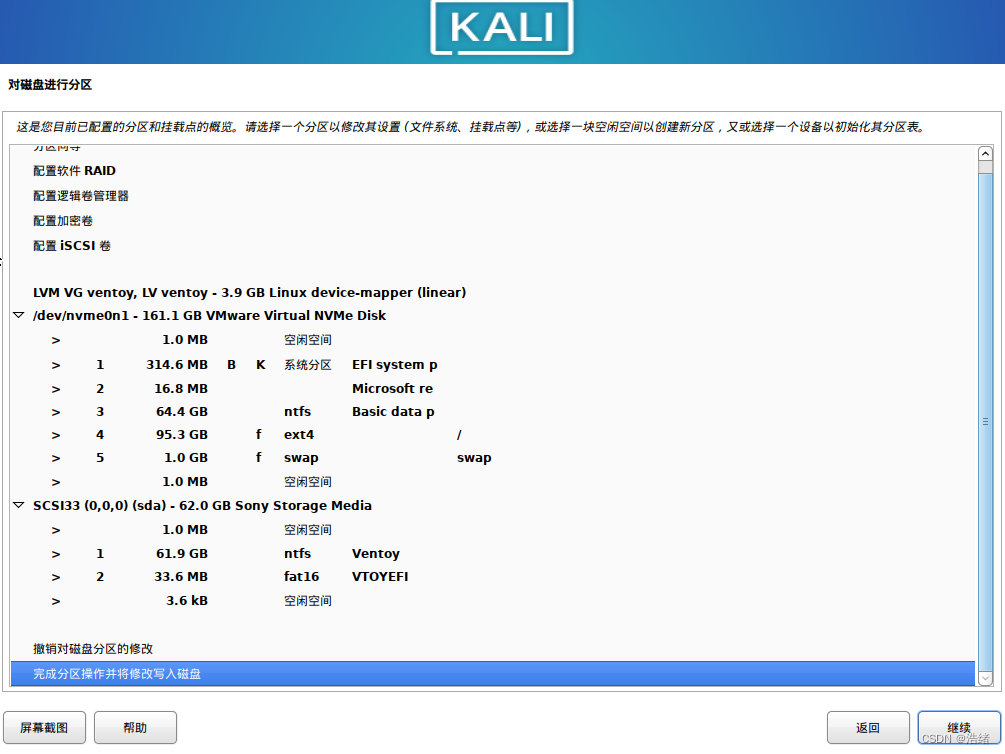 KALI
对磁盘进行分区
这是您目前已配置的分区和挂载点的概览。请选择一个分区以修改其设置 (文件系统、挂载点等)，或选择一块空闲空间以创建新分区，又或选择一个设备以初始化其分区表。
分区向导
配置软件 RAID
配置逻辑卷管理器
配置加密卷
配置 iSCSI 卷
LVM VG ventoy, LV ventoy - 3.9 GB Linux device-mapper (linear)
/dev/nvme0n1 - 161.1 GB VMware Virtual NVMe Disk
> 1.0 MB 空闲空间
> 1 314.6 MB B K 系统分区 EFI system p
> 2 16.8 MB Microsoft re
> 3 64.4 GB ntfs Basic data p
> 4 95.3 GB f ext4 /
> 5 1.0 GB f swap swap
> 1.0 MB 空闲空间
SCSI33 (0,0,0) (sda) - 62.0 GB Sony Storage Media
> 1.0 MB 空闲空间
> 1 61.9 GB ntfs Ventoy
> 2 33.6 MB fat16 VTOYEFI
> 3.6 kB 空闲空间
撤销对磁盘分区的修改
完成分区操作并将修改写入磁盘
屏幕截图 帮助 返回 继续
CSDN @浩绪